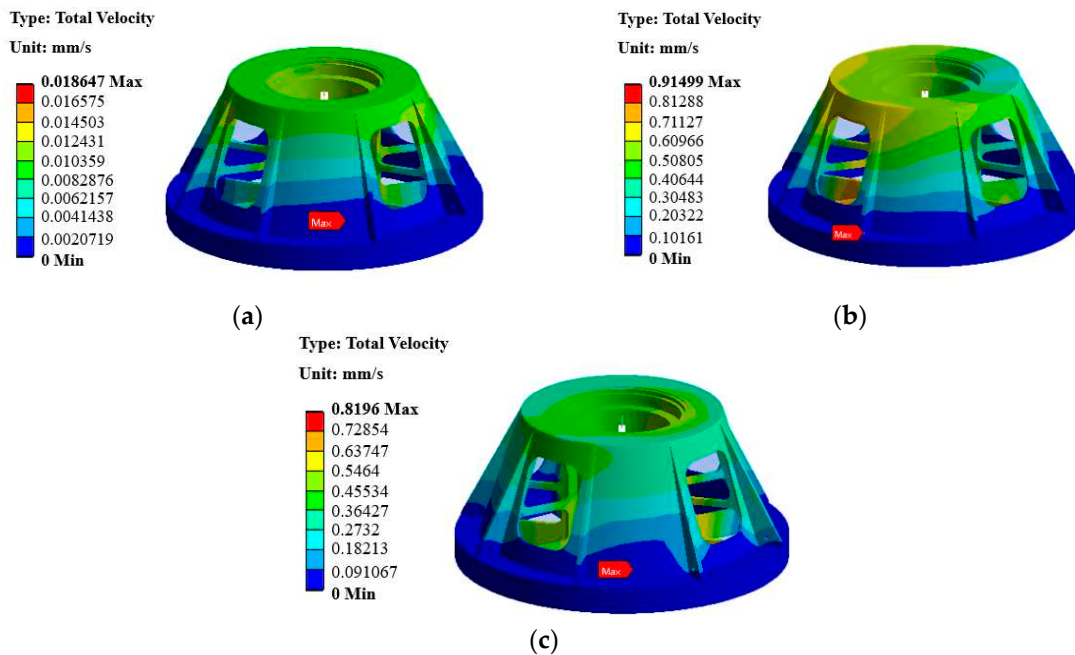 Type: Total Velocity
Unit: mm/s
0.018647 Max
0.016575
0.014503
0.012431
0.010359
0.0082876
0.0062157
0.0041438
0.0020719
0 Min
Max
(a)
Type: Total Velocity
Unit: mm/s
0.91499 Max
0.81288
0.71127
0.60966
0.50805
0.40644
0.30483
0.20322
0.10161
0 Min
Max
(b)
Type: Total Velocity
Unit: mm/s
0.8196 Max
0.72854
0.63747
0.5464
0.45534
0.36427
0.2732
0.18213
0.091067
0 Min
Max
(c)